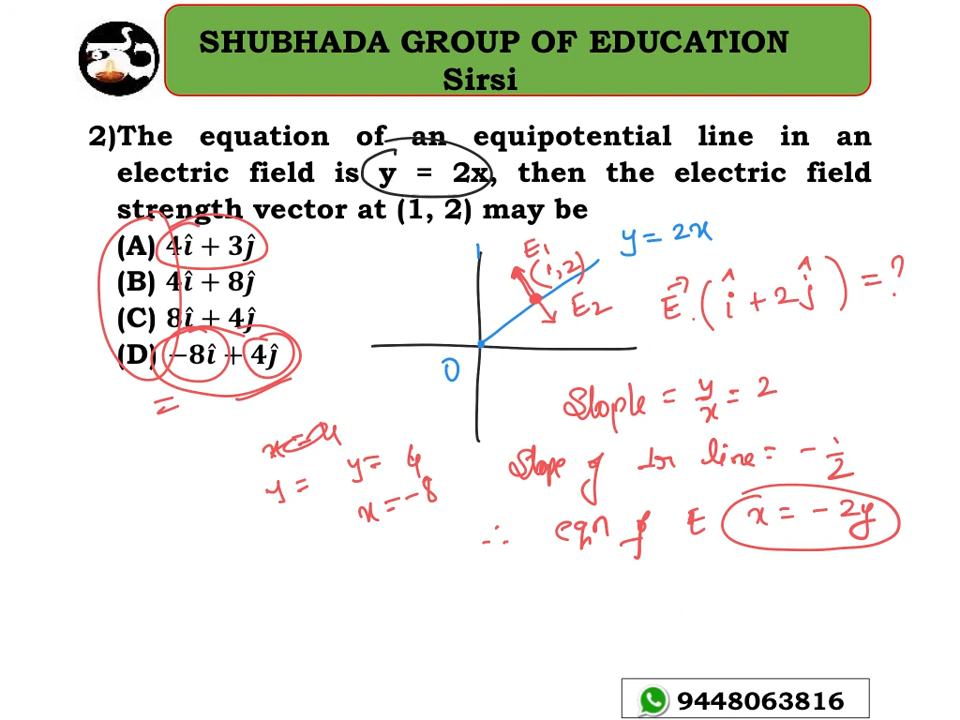 SHUBHADA GROUP OF EDUCATION
Sirsi
2)The equation of an equipotential line in an
electric field is y = 2x, then the electric field
strength vector at (1, 2) may be
(A) 4î + 3ĵ
(B) 4î + 8ĵ
(C) 8î + 4ĵ
(D) −8î + 4ĵ
=
E1
(1,2)
E2
y = 2x
0
E⃗.(î + 2ĵ) = ?
Slople = y/x = 2
x = 4
y =
y = 4
x = -8
Slope of ⊥r line = - 1/2
∴ eqn of E x = - 2y
9448063816